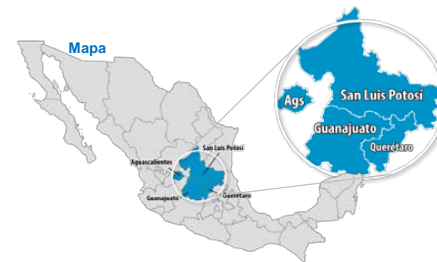 Mapa
San Luis Potosí
Aguascalientes
Guanajuato
Querétaro
Ags
San Luis Potosí
Guanajuato
Querétaro